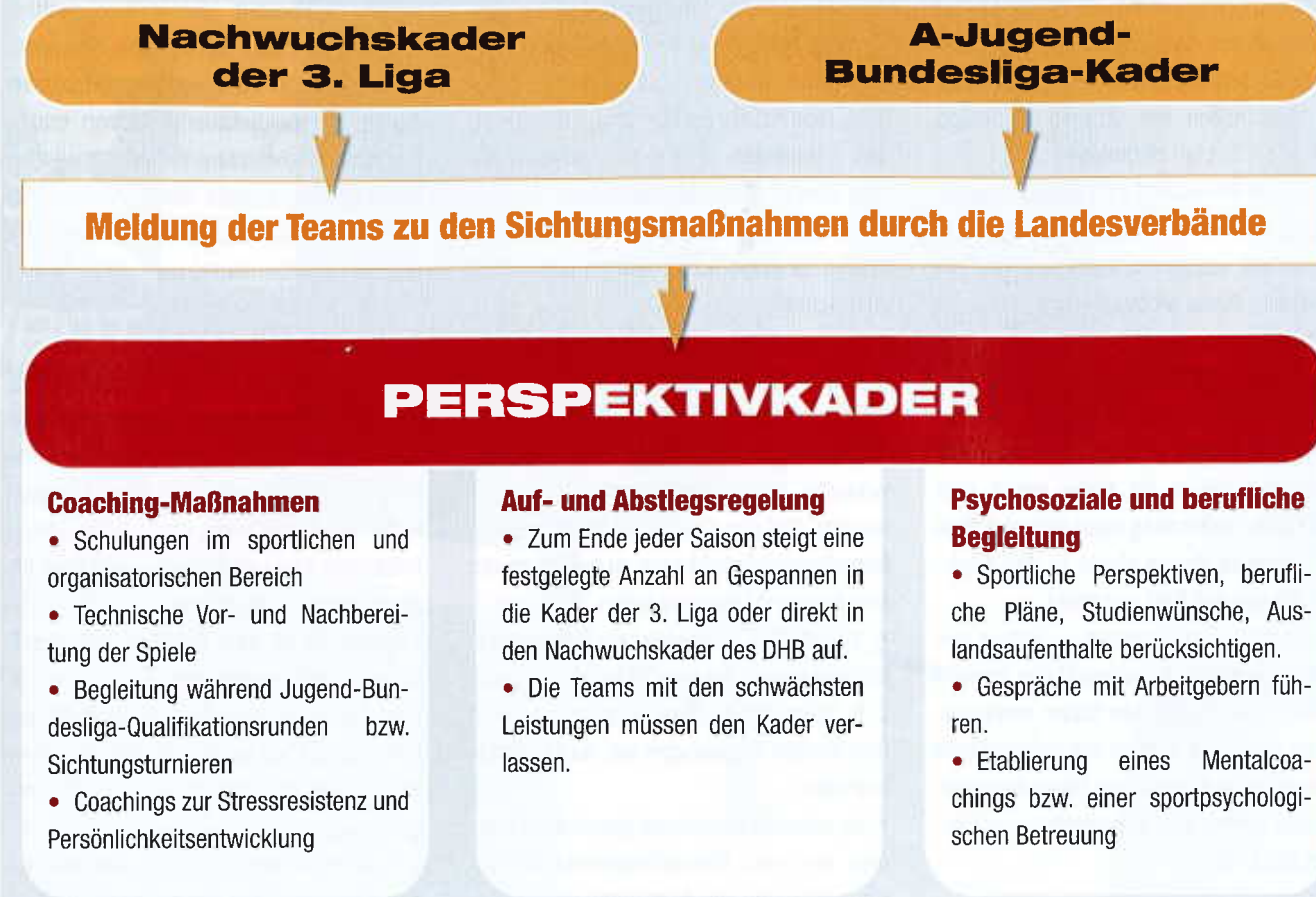 Nachwuchskader
der 3. Liga
A-Jugend-
Bundesliga-Kader
Meldung der Teams zu den Sichtungsmaßnahmen durch die Landesverbände
PERSPEKTIVKADER
Coaching-Maßnahmen
• Schulungen im sportlichen und
organisatorischen Bereich
• Technische Vor- und Nachberei-
tung der Spiele
• Begleitung während Jugend-Bun-
desliga-Qualifikationsrunden bzw.
Sichtungsturnieren
• Coachings zur Stressresistenz und
Persönlichkeitsentwicklung
Auf- und Abstiegsregelung
• Zum Ende jeder Saison steigt eine
festgelegte Anzahl an Gespannen in
die Kader der 3. Liga oder direkt in
den Nachwuchskader des DHB auf.
• Die Teams mit den schwächsten
Leistungen müssen den Kader ver-
lassen.
Psychosoziale und berufliche
Begleitung
• Sportliche Perspektiven, berufli-
che Pläne, Studienwünsche, Aus-
landsaufenthalte berücksichtigen.
• Gespräche mit Arbeitgebern füh-
ren.
• Etablierung eines Mentalcoa-
chings bzw. einer sportpsychologi-
schen Betreuung